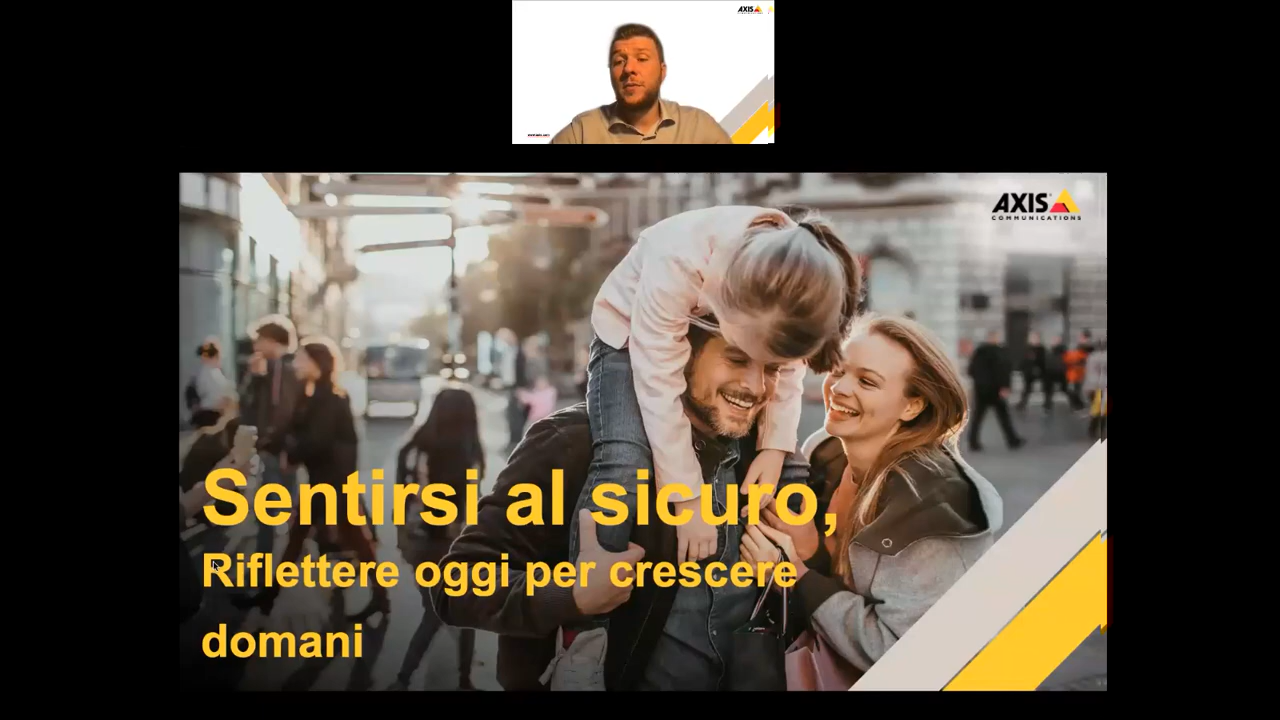 AXIS
AXIS
COMMUNICATIONS
Sentirsi al sicuro,
Riflettere oggi per crescere
domani